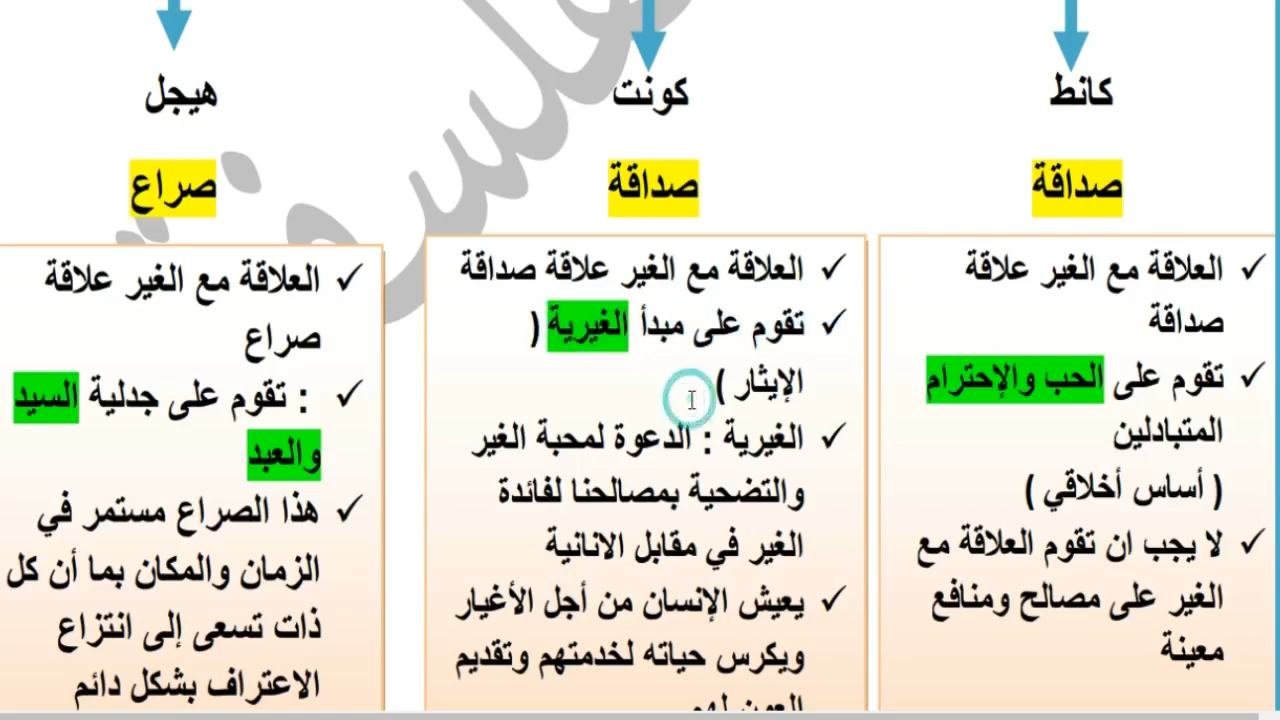 كانط
صداقة
العلاقة مع الغير علاقة
صداقة
تقوم على الحب والإحترام
المتبادلين
( أساس أخلاقي )
لا يجب ان تقوم العلاقة مع
الغير على مصالح ومنافع
معينة
كونت
صداقة
العلاقة مع الغير علاقة صداقة
تقوم على مبدأ الغيرية (
الإيثار )
الغيرية : الدعوة لمحبة الغير
والتضحية بمصالحنا لفائدة
الغير في مقابل الانانية
يعيش الإنسان من أجل الأغيار
ويكرس حياته لخدمتهم وتقديم
العون لهم
هيجل
صراع
العلاقة مع الغير علاقة
صراع
: تقوم على جدلية السيد
والعبد
هذا الصراع مستمر في
الزمان والمكان بما أن كل
ذات تسعى إلى انتزاع
الاعتراف بشكل دائم